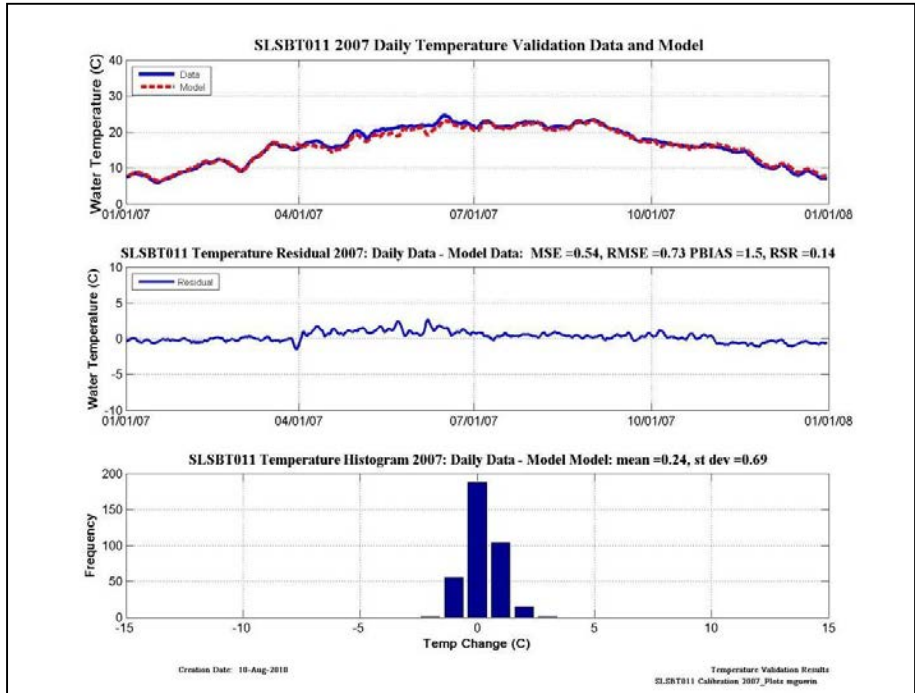 SLSBT011 2007 Daily Temperature Validation Data and Model
Water Temperature (C)
40
30
20
10
0
Data
Model
01/01/07 04/01/07 07/01/07 10/01/07 01/01/08
SLSBT011 Temperature Residual 2007: Daily Data - Model Data: MSE =0.54, RMSE =0.73 PBIAS =1.5, RSR =0.14
Water Temperature (C)
10
5
0
-5
-10
Residual
01/01/07 04/01/07 07/01/07 10/01/07 01/01/08
SLSBT011 Temperature Histogram 2007: Daily Data - Model Model: mean =0.24, st dev =0.69
Frequency
200
150
100
50
0
-15 -10 -5 0 5 10 15
Temp Change (C)
Creation Date: 10-Aug-2010
Temperature Validation Results
SLSBT011 Calibration 2007_Plots mguerin